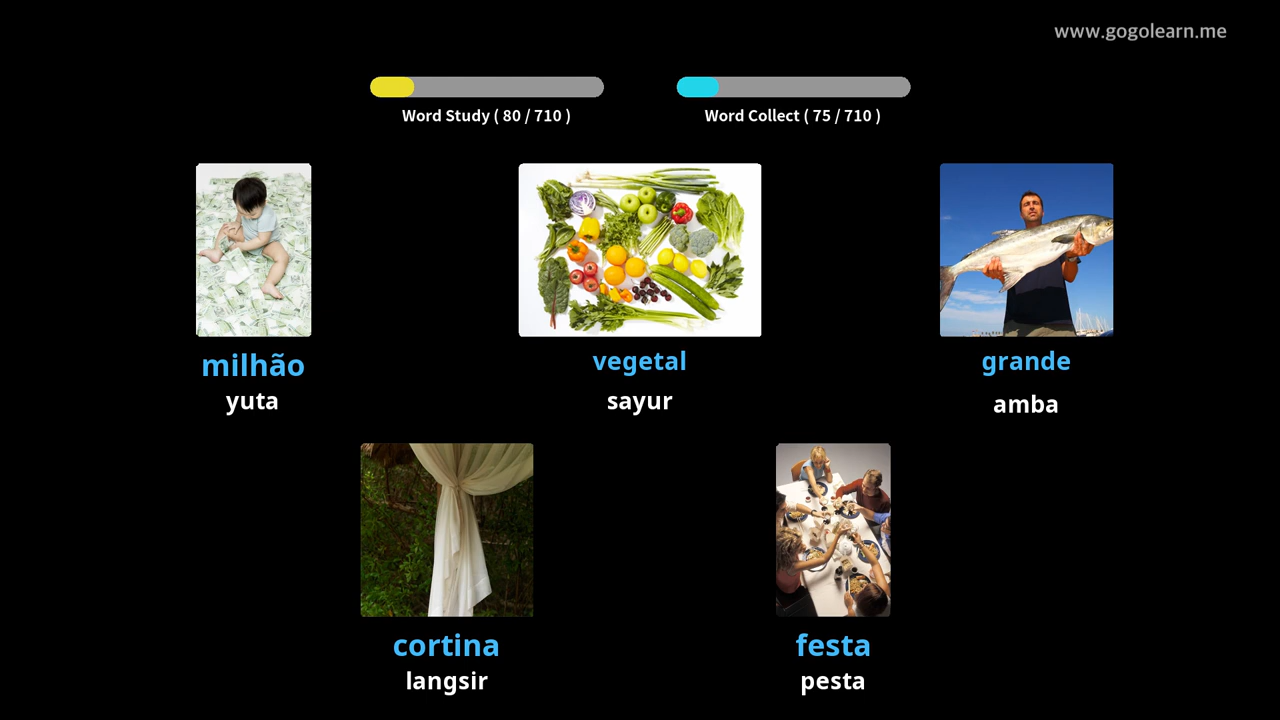 www.gogolearn.me
Word Study ( 80 / 710 )
Word Collect ( 75 / 710 )
milhão
yuta
vegetal
sayur
grande
amba
cortina
langsir
festa
pesta